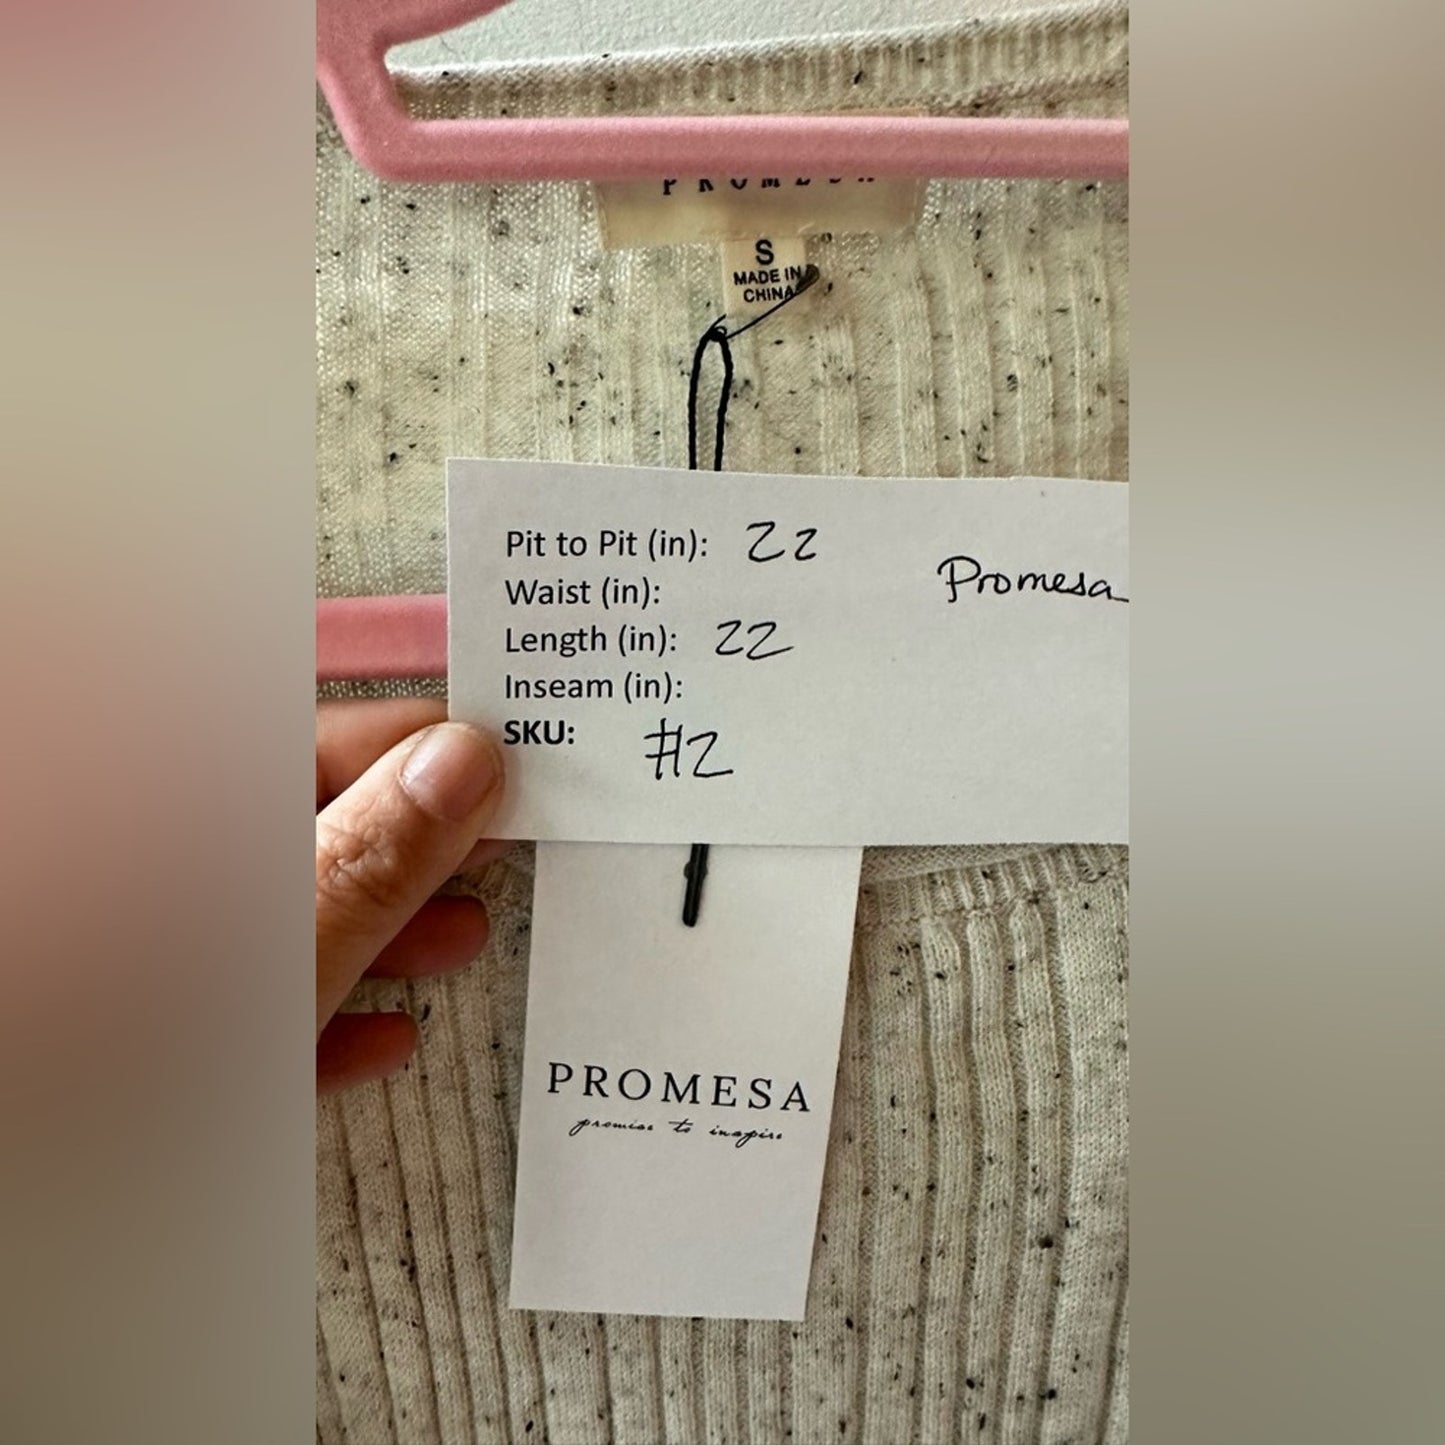 PROMESA
S
MADE IN
CHINA
Pit to Pit (in): 22
Promesa
Waist (in):
Length (in): 22
Inseam (in):
SKU: #2
PROMESA
promise to inspire